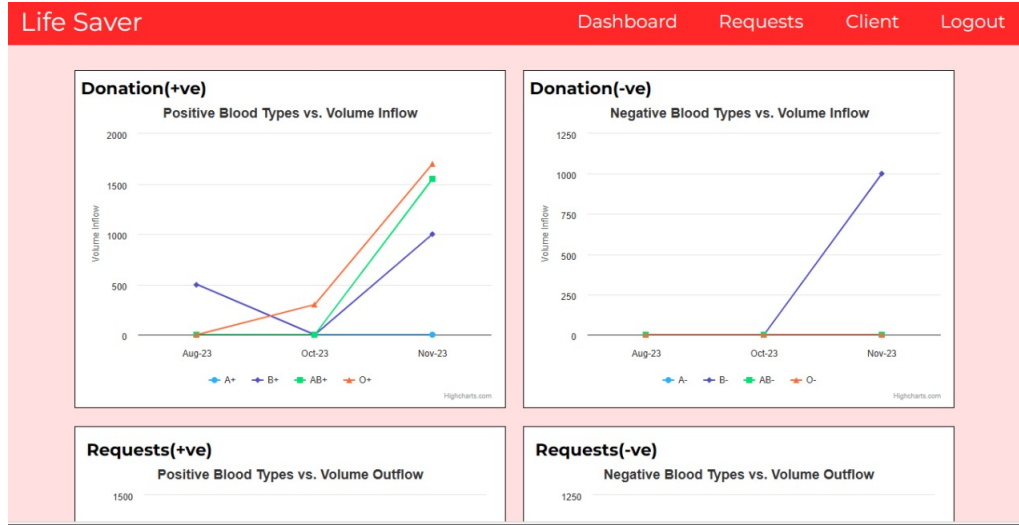 Life Saver Dashboard Requests Client Logout
Donation(+ve)
Positive Blood Types vs. Volume Inflow
2000
1500
1000
500
0
Volume Inflow
Aug-23 Oct-23 Nov-23
A+ B+ AB+ O+
Highcharts.com
Donation(-ve)
Negative Blood Types vs. Volume Inflow
1250
1000
750
500
250
0
Volume Inflow
Aug-23 Oct-23 Nov-23
A- B- AB- O-
Highcharts.com
Requests(+ve)
Positive Blood Types vs. Volume Outflow
1500
Requests(-ve)
Negative Blood Types vs. Volume Outflow
1250